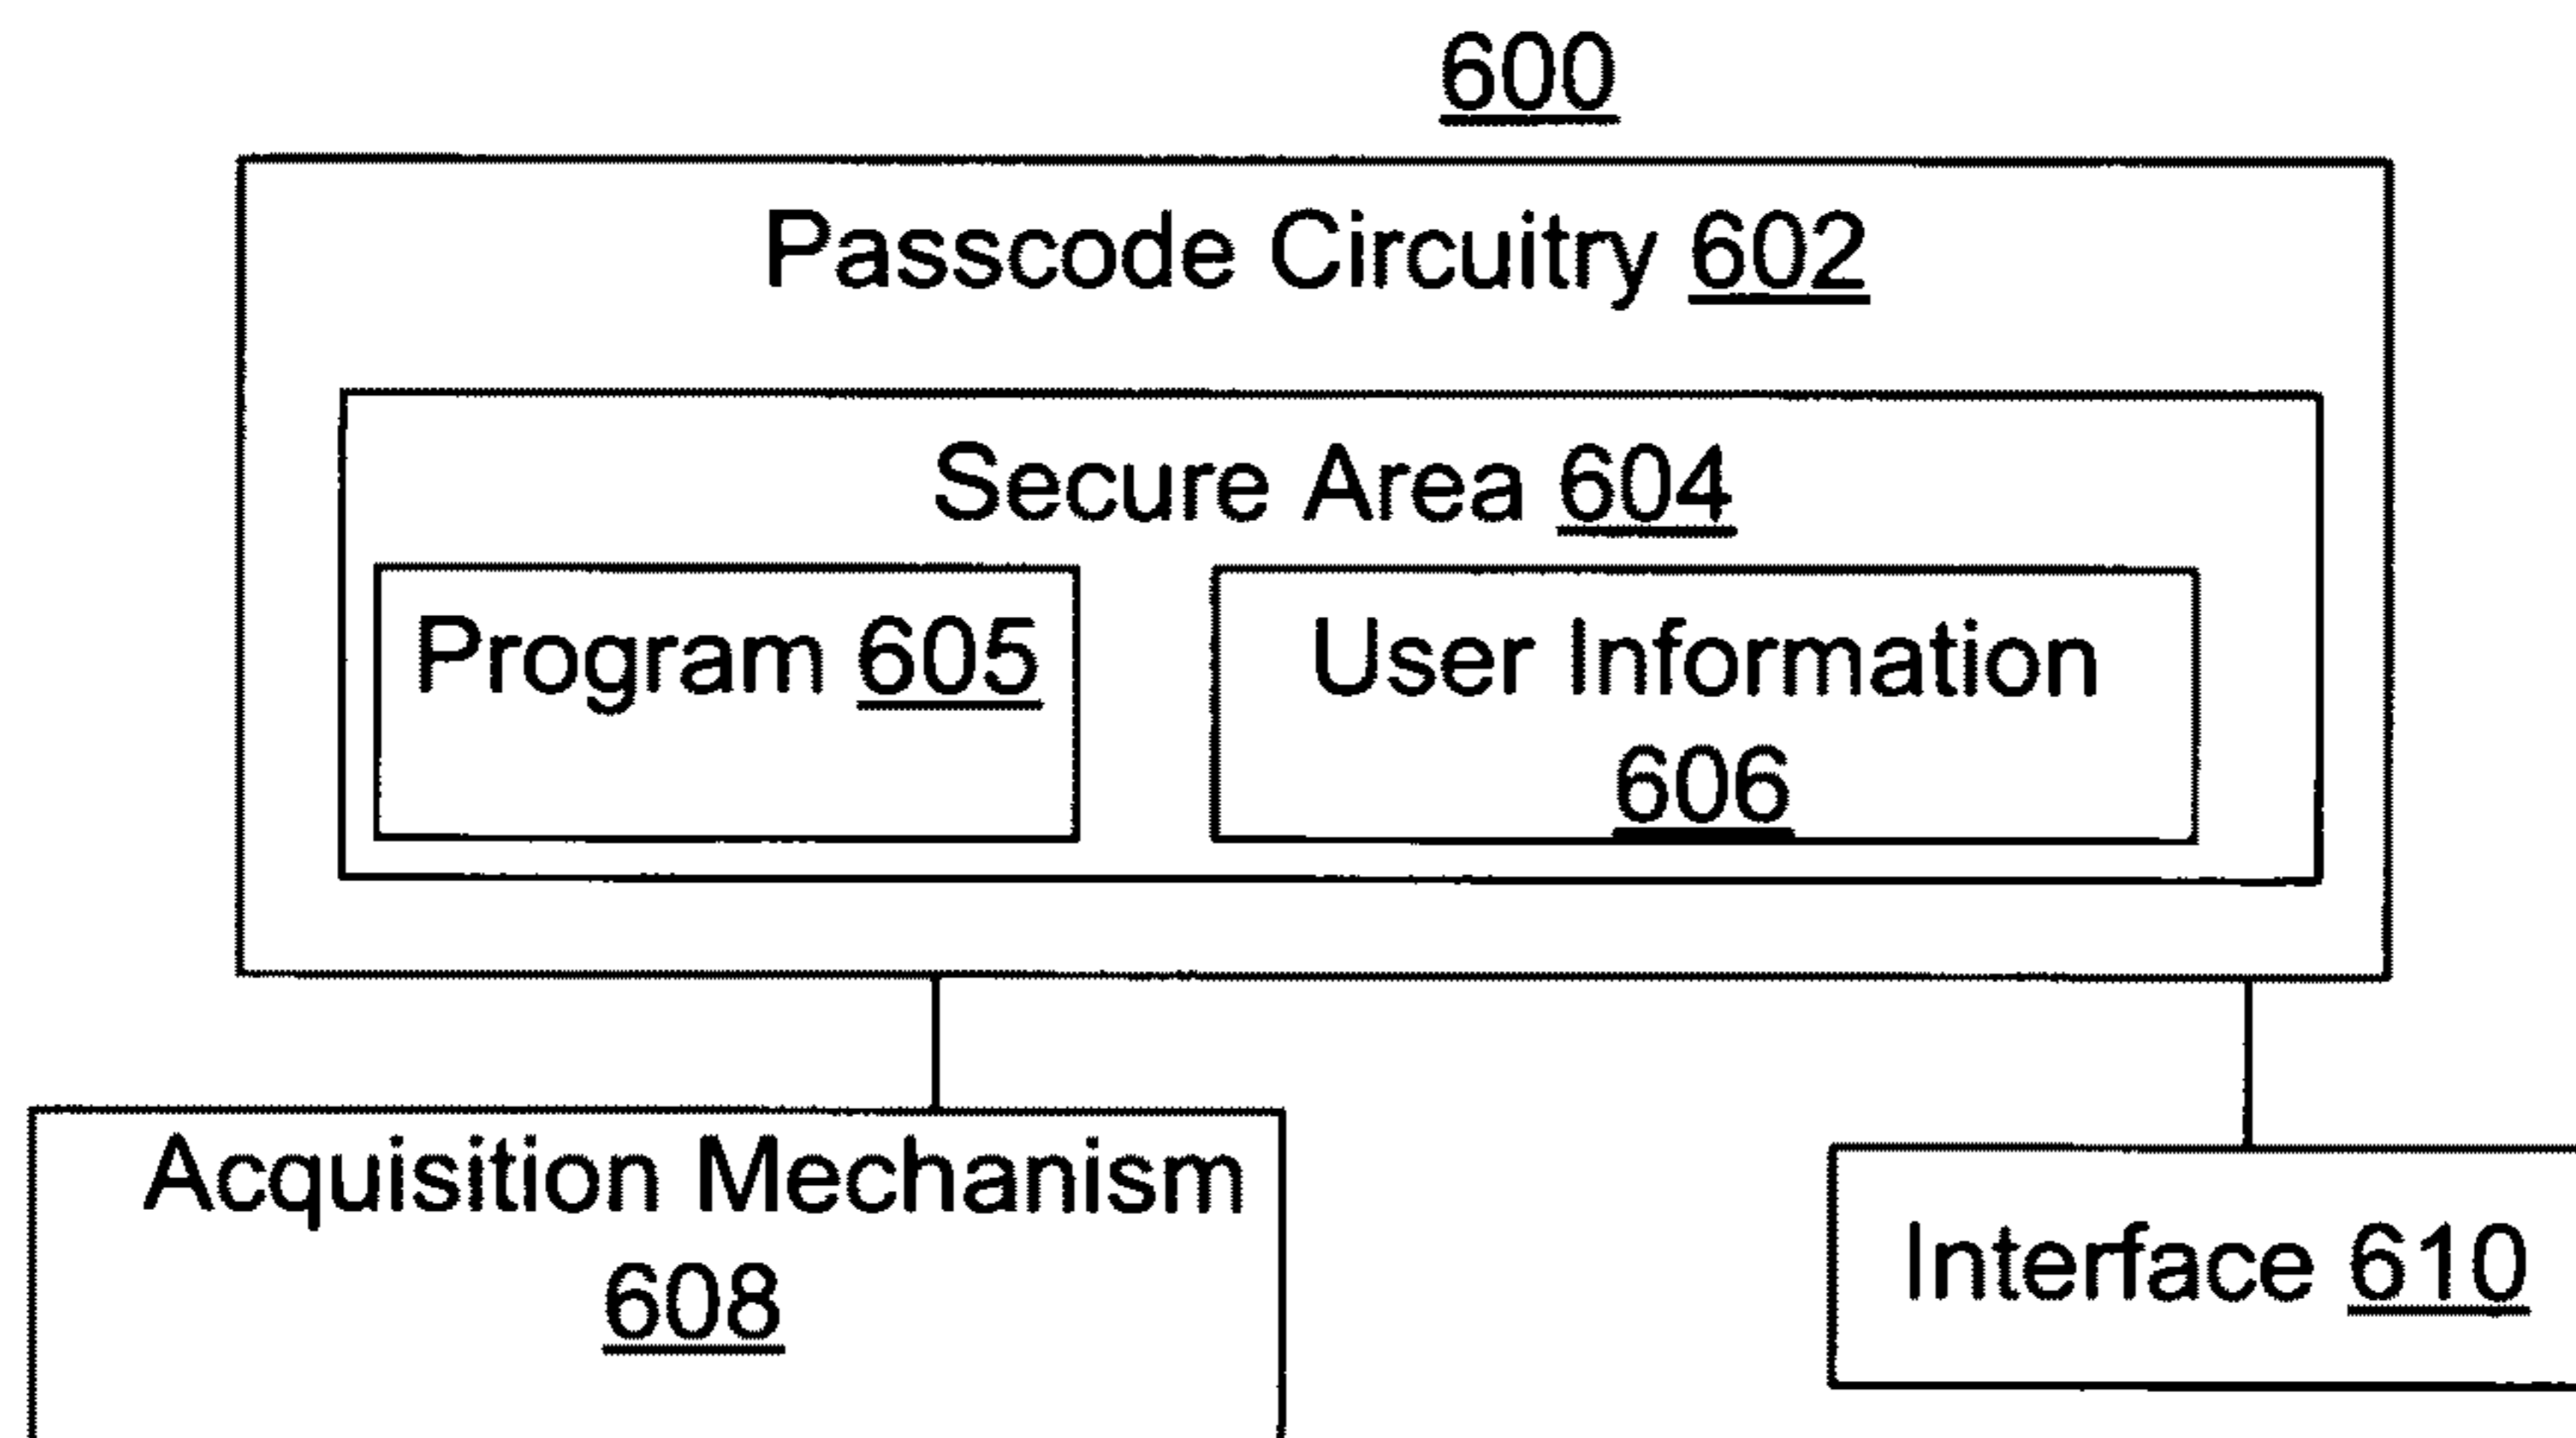 600
Passcode Circuitry 602
Secure Area 604
Program 605
User Information
606
Acquisition Mechanism
608
Interface 610